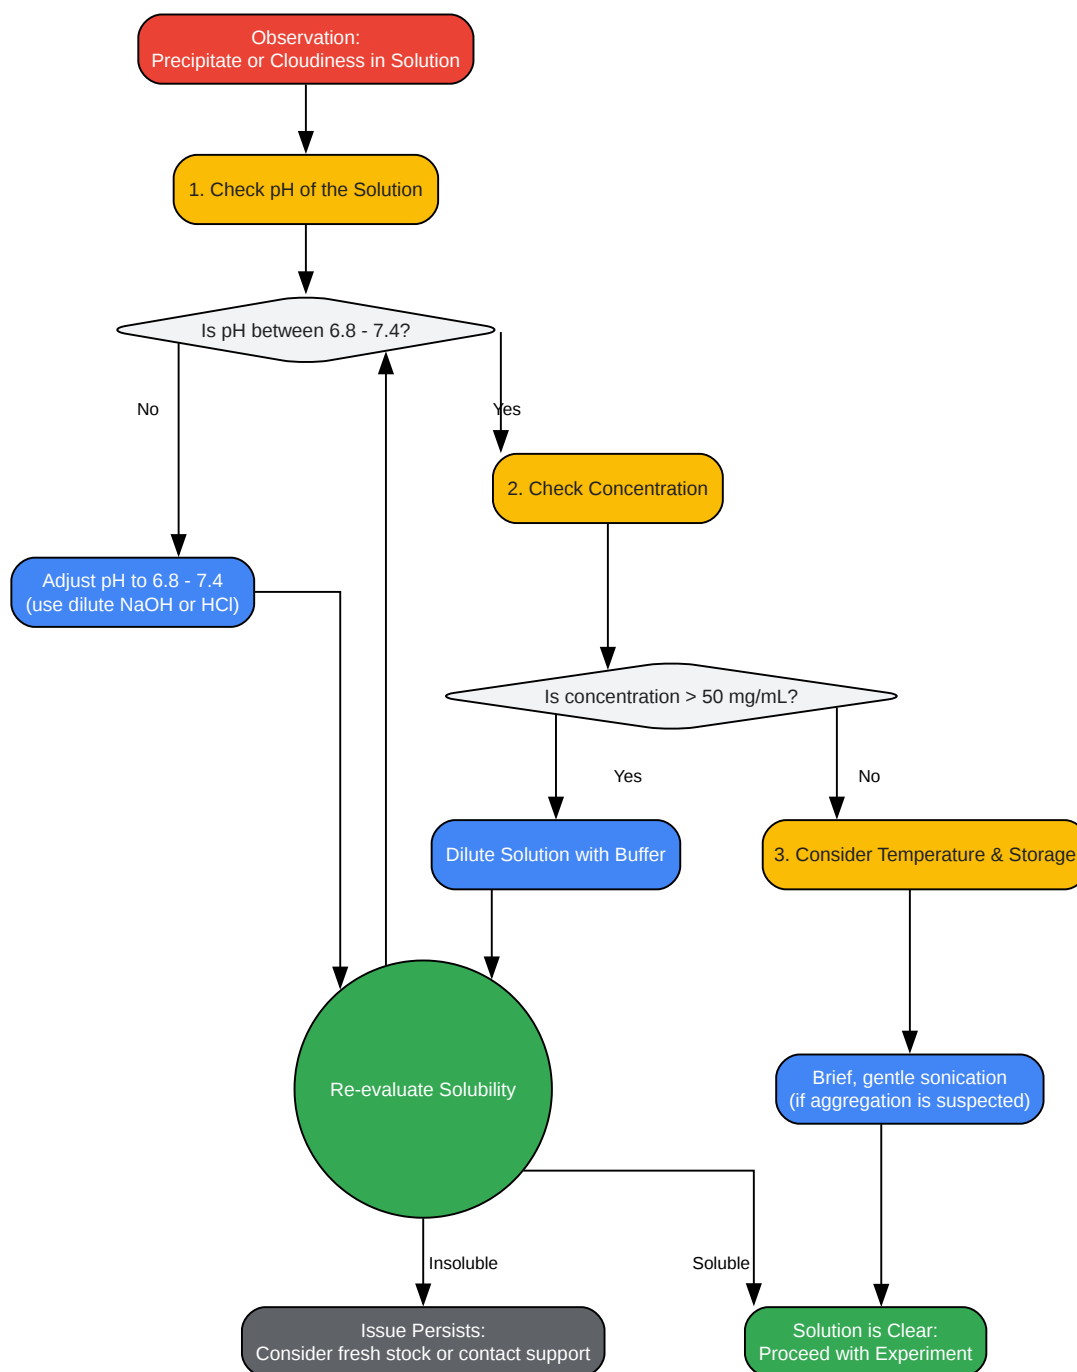 Observation:
Precipitate or Cloudiness in Solution
1. Check pH of the Solution
Is pH between 6.8 - 7.4?
No
Yes
2. Check Concentration
Adjust pH to 6.8 - 7.4
(use dilute NaOH or HCl)
Is concentration > 50 mg/mL?
Yes
No
Dilute Solution with Buffer
3. Consider Temperature & Storage
Re-evaluate Solubility
Brief, gentle sonication
(if aggregation is suspected)
Insoluble
Soluble
Issue Persists:
Consider fresh stock or contact support
Solution is Clear:
Proceed with Experiment